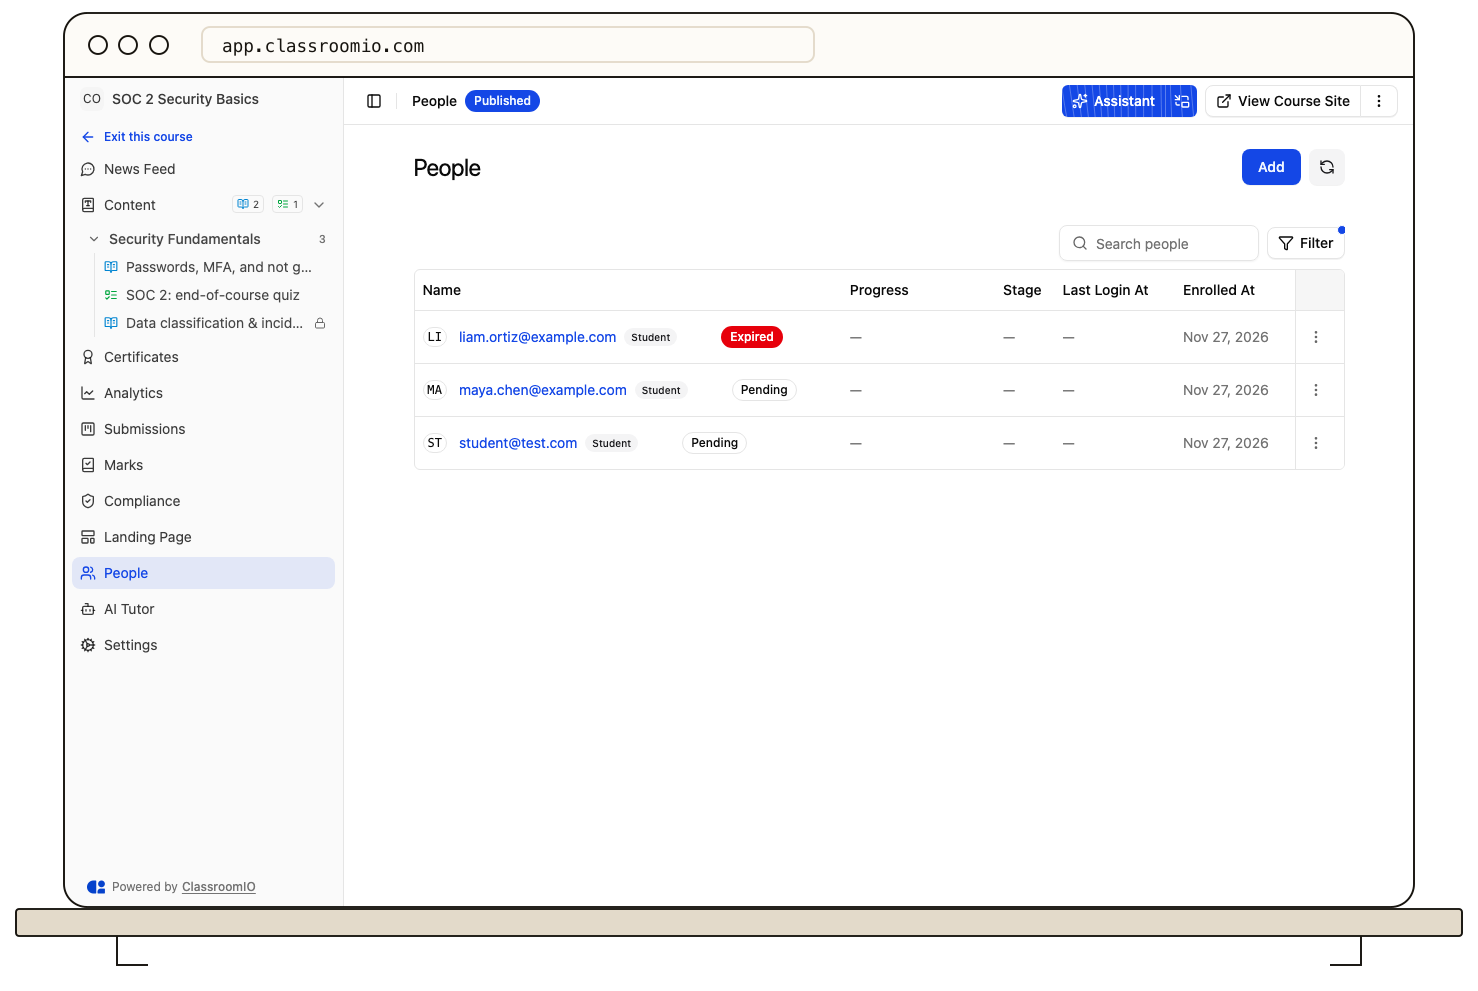 app.classroomio.com
CO SOC 2 Security Basics
Exit this course
News Feed
Content 2 1
Security Fundamentals 3
Passwords, MFA, and not g...
SOC 2: end-of-course quiz
Data classification & incid...
Certificates
Analytics
Submissions
Marks
Compliance
Landing Page
People
AI Tutor
Settings
Powered by ClassroomIO
People Published
Assistant View Course Site
People
Add
Search people Filter
Name Progress Stage Last Login At Enrolled At
LI liam.ortiz@example.com Student Expired — — — Nov 27, 2026
MA maya.chen@example.com Student Pending — — — Nov 27, 2026
ST student@test.com Student Pending — — — Nov 27, 2026